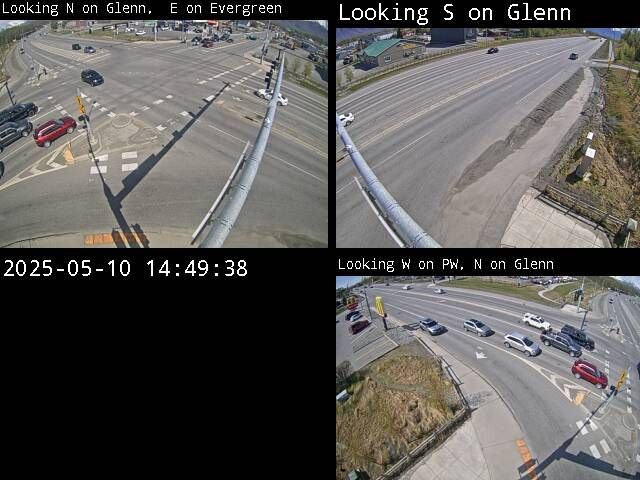 Looking N on Glenn,  E on Evergreen
Looking S on Glenn
2025-05-10 14:49:38
Looking W on PW, N on Glenn